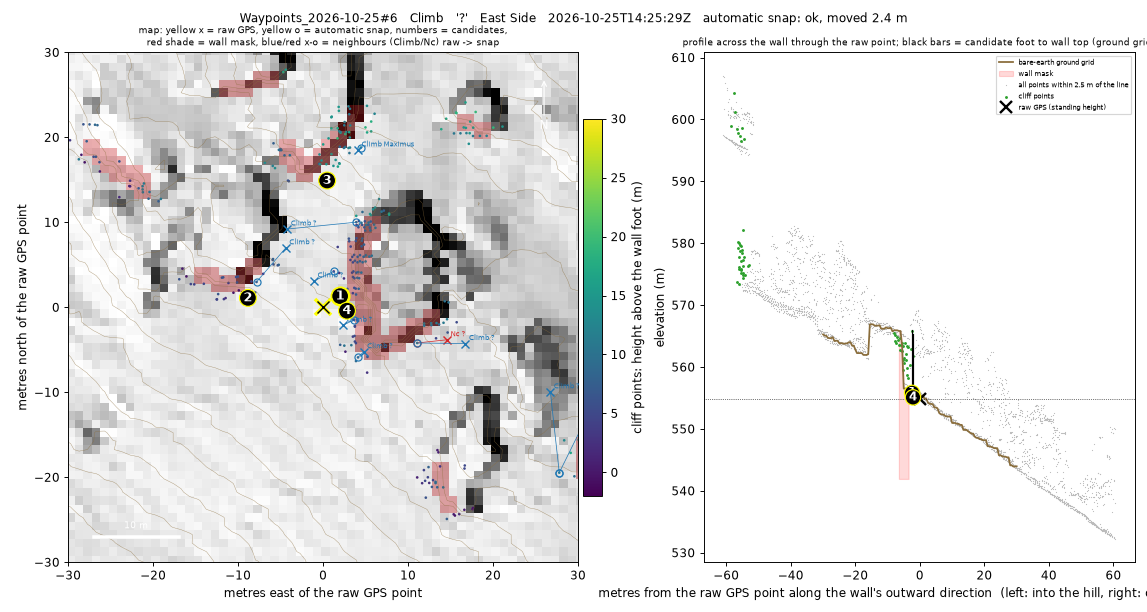 Waypoints_2026-10-25#6 Climb '?' East Side 2026-10-25T14:25:29Z automatic snap: ok, moved 2.4 m
map: yellow x = raw GPS, yellow o = automatic snap, numbers = candidates,
red shade = wall mask, blue/red x-o = neighbours (Climb/Nc) raw -> snap
profile across the wall through the raw point; black bars = candidate foot to wall top (ground gri
30
20
10
0
−10
−20
−30
−30
−20
−10
0
10
20
30
metres north of the raw GPS point
metres east of the raw GPS point
Climb Maximus
Climb ?
Climb ?
Nc ?
Climb ?
3
2
1
4
10 m
30
25
20
15
10
5
0
cliff points: height above the wall foot (m)
610
600
590
580
570
560
550
540
530
elevation (m)
bare-earth ground grid
wall mask
all points within 2.5 m of the line
cliff points
raw GPS (standing height)
4
−60
−40
−20
0
20
40
60
metres from the raw GPS point along the wall's outward direction (left: into the hill, right: